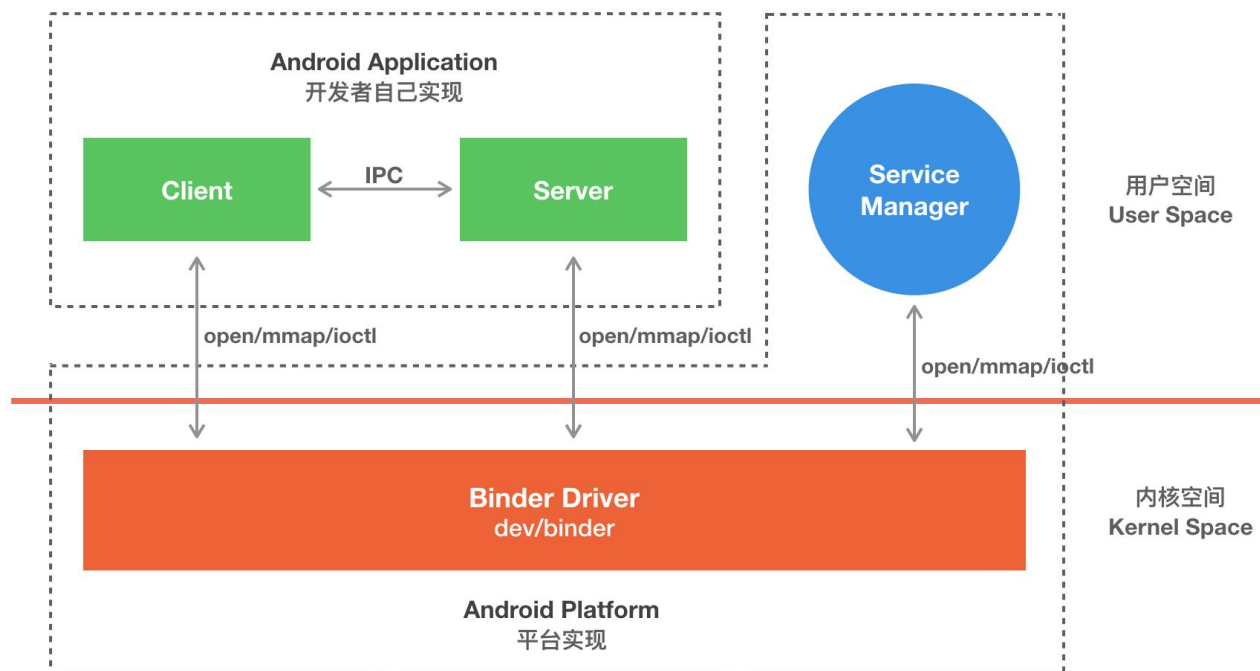 Android Application
开发者自己实现
Client
IPC
Server
Service
Manager
用户空间
User Space
open/mmap/ioctl
open/mmap/ioctl
open/mmap/ioctl
Binder Driver
dev/binder
内核空间
Kernel Space
Android Platform
平台实现